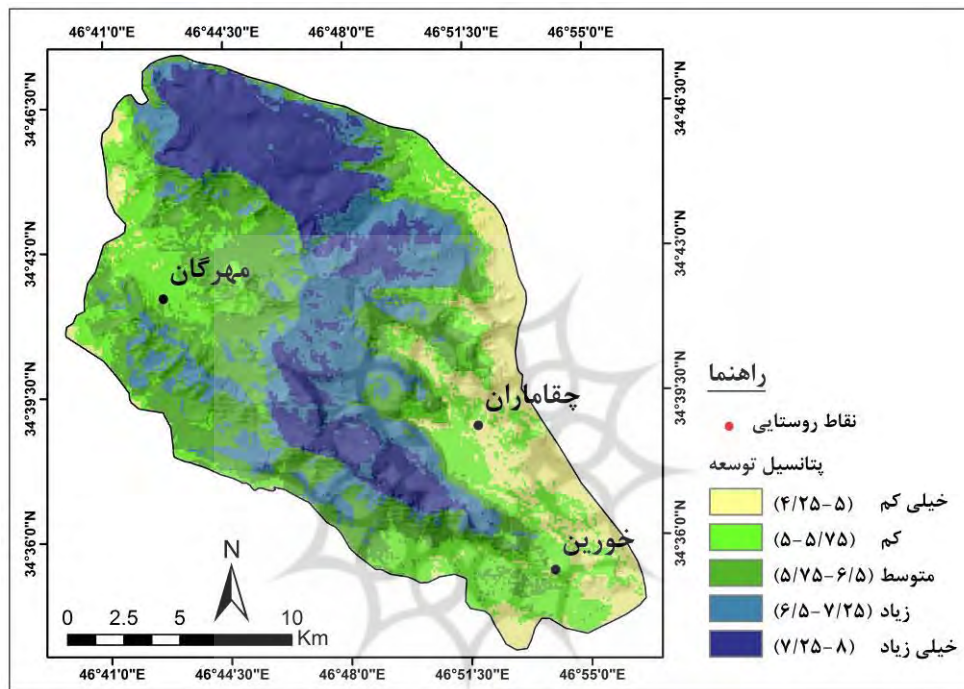 46°41'0"E 46°44'30"E 46°48'0"E 46°51'30"E 46°55'0"E
34°46'30"N 34°46'30"N
34°43'0"N 34°43'0"N
34°39'30"N 34°39'30"N
34°36'0"N 34°36'0"N
مهرگان
چقاماران
خورین
N
0 2.5 5 10
Km
46°41'0"E 46°44'30"E 46°48'0"E 46°51'30"E 46°55'0"E
راهنما
نقاط روستایی
پتانسیل توسعه
خیلی کم (۴/۲۵-۵)
کم (۵-۵/۷۵)
متوسط (۵/۷۵-۶/۵)
زیاد (۶/۵-۷/۲۵)
خیلی زیاد (۷/۲۵-۸)